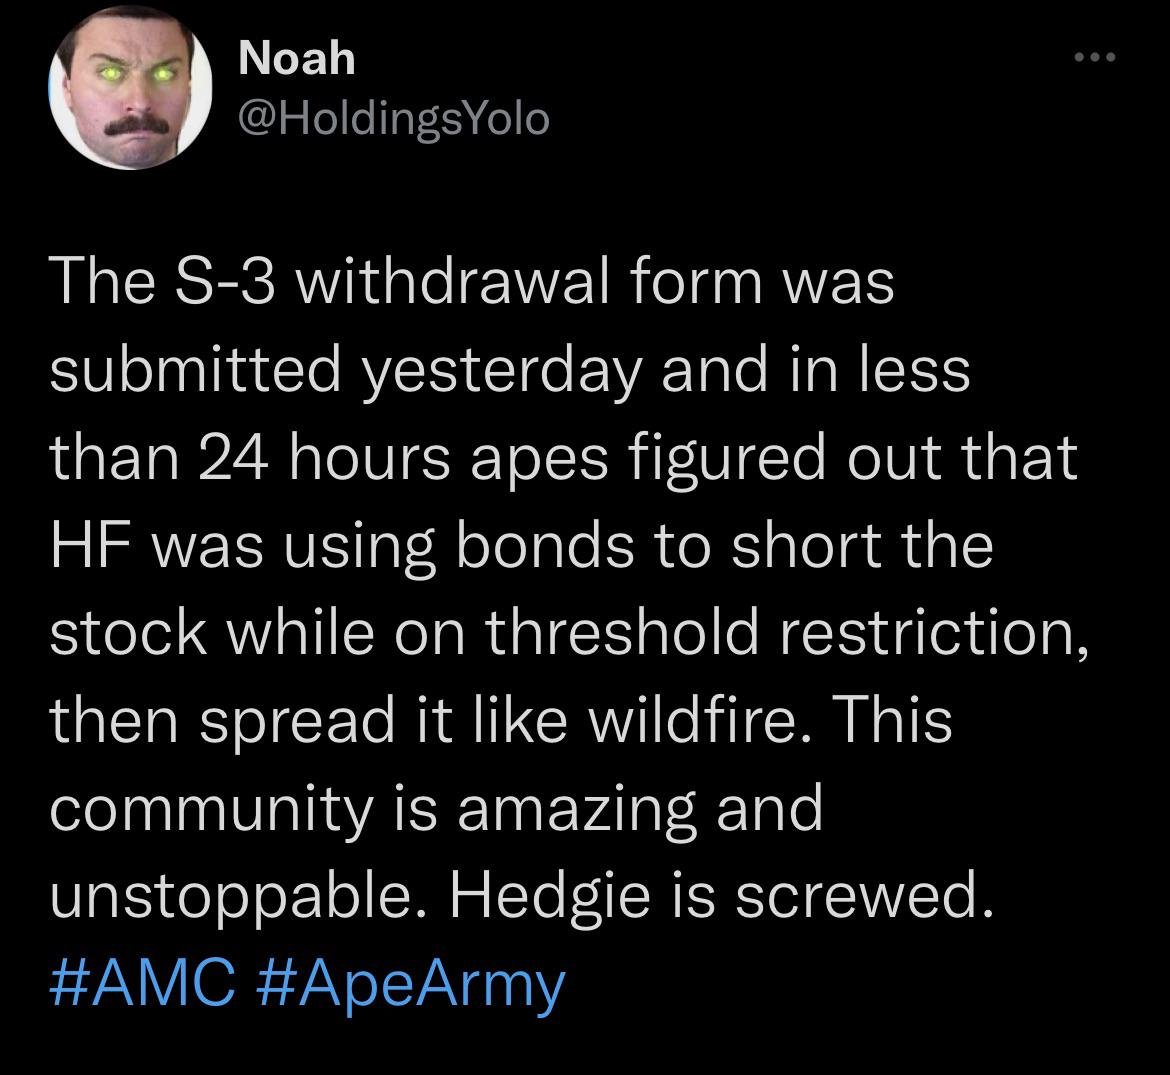 Noah
@HoldingsYolo
The S-3 withdrawal form was
submitted yesterday and in less
than 24 hours apes figured out that
HF was using bonds to short the
stock while on threshold restriction,
then spread it like wildfire. This
community is amazing and
unstoppable. Hedgie is screwed.
#AMC #ApeArmy